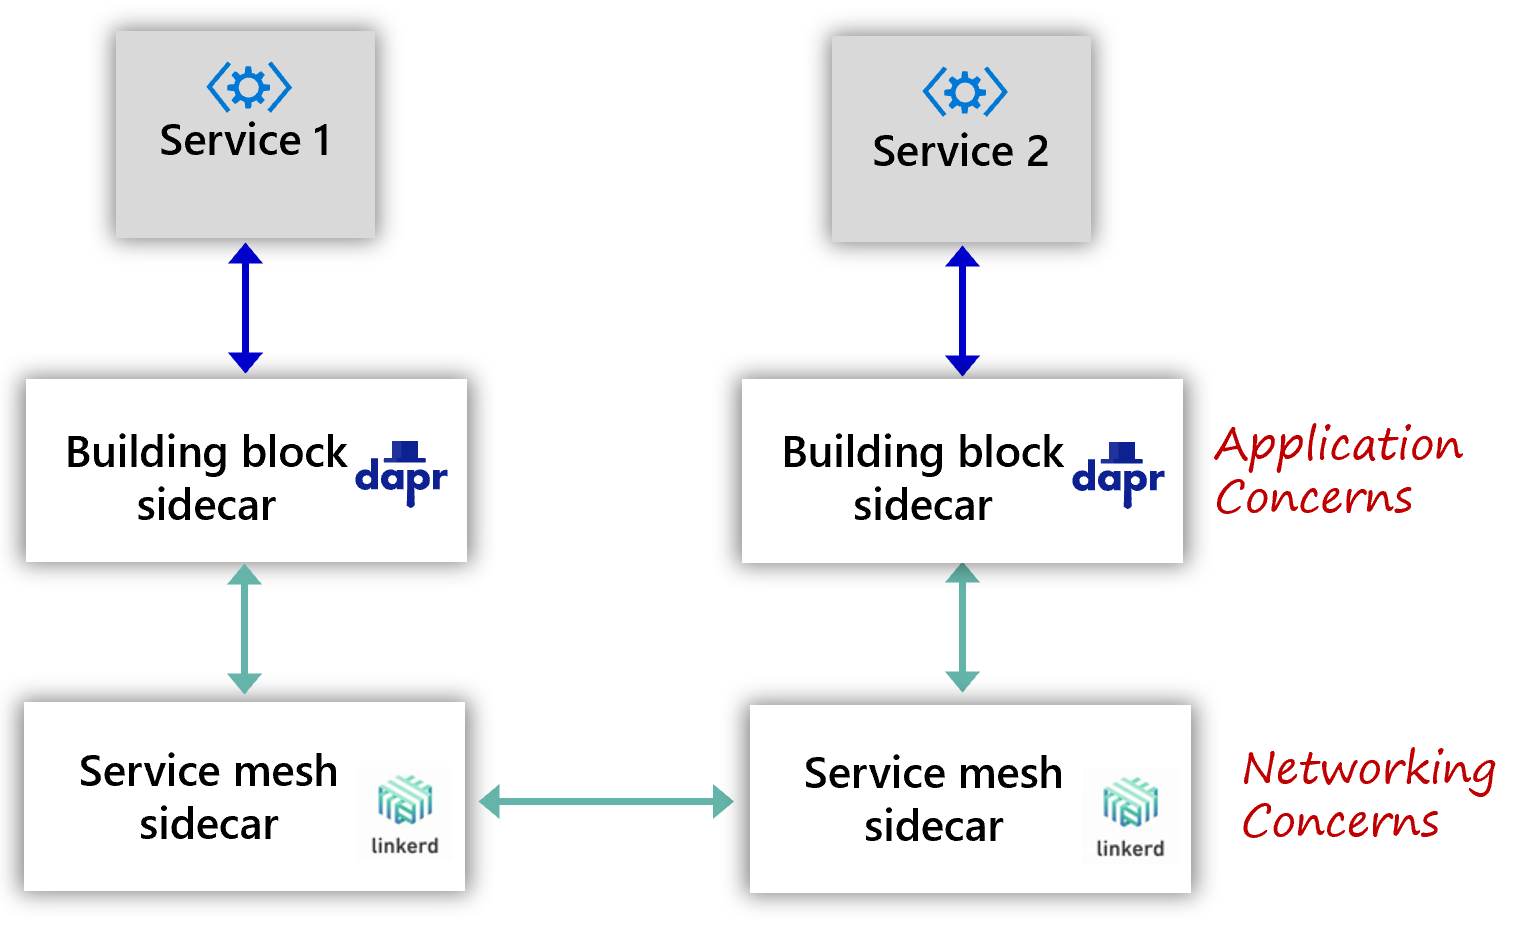 Service 1
Service 2
Building block
sidecar
dapr
Building block
sidecar
dapr
Application
Concerns
Service mesh
sidecar
linkerd
Service mesh
sidecar
linkerd
Networking
Concerns